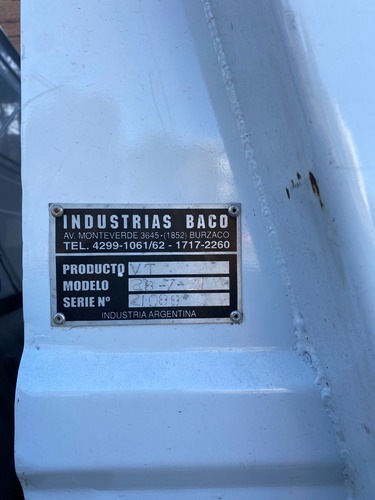 INDUSTRIAS BACO
AV. MONTEVERDE 3645 - (1852) BURZACO
TEL. 4299-1061/62 - 1717-2260
PRODUCTO VT
MODELO
SERIE Nº
INDUSTRIA ARGENTINA